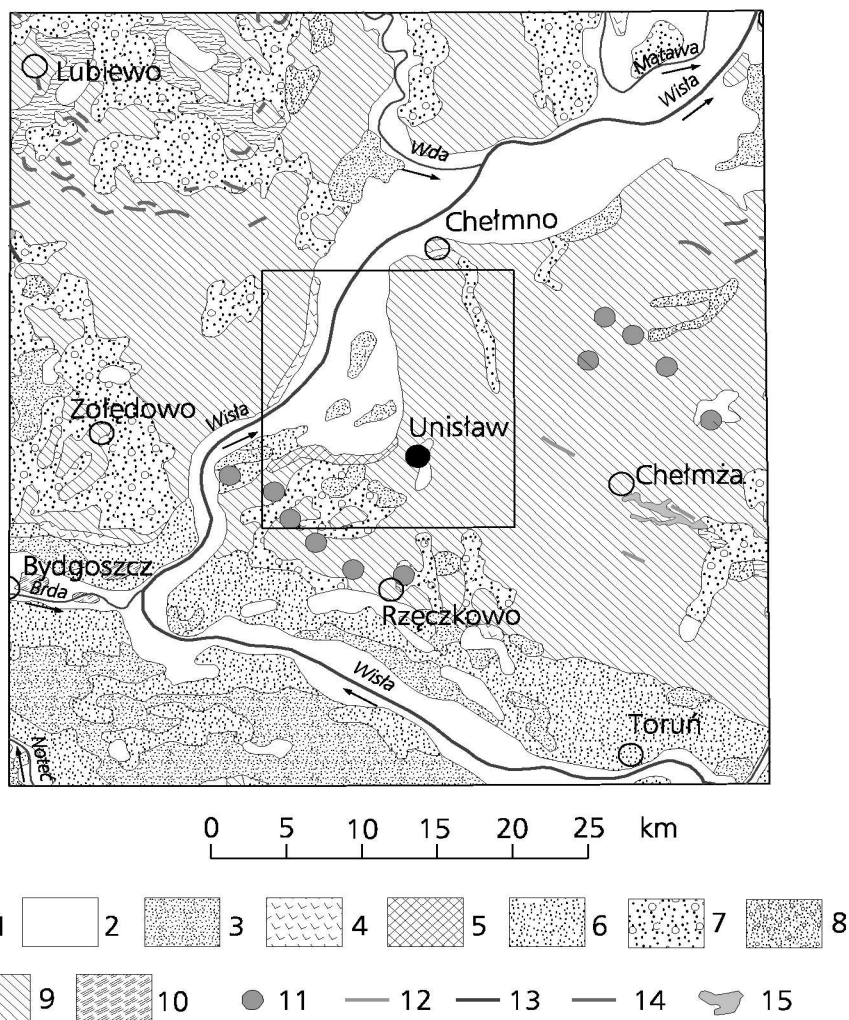 Lubiewo
Matawa
Wisła
Wda
Chełmno
Żołędowo
Wisła
Unisław
Chełmża
Bydgoszcz
Brda
Rzęczkowo
Wisła
Toruń
Noteć
0 5 10 15 20 25 km
1 2 3 4 5 6 7 8
9 10 11 12 13 14 15